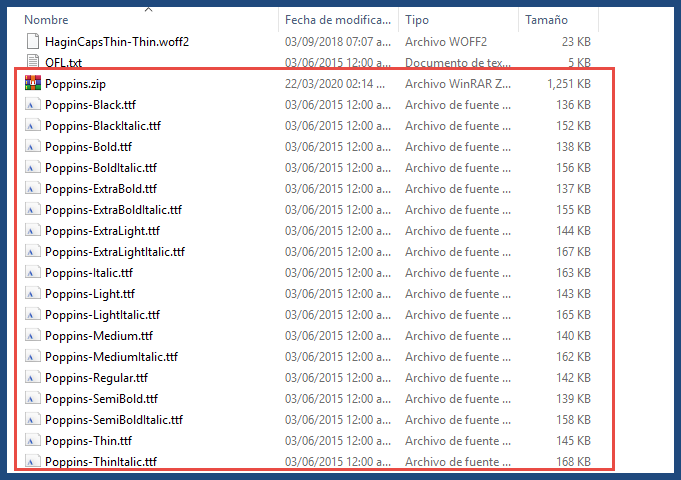 Nombre Fecha de modifica... Tipo Tamaño
HaginCapsThin-Thin.woff2 03/09/2018 07:07 a... Archivo WOFF2 23 KB
OFL.txt 03/06/2015 12:00 a... Documento de tex... 5 KB
Poppins.zip 22/03/2020 02:14 ... Archivo WinRAR Z... 1,251 KB
Poppins-Black.ttf 03/06/2015 12:00 a... Archivo de fuente ... 136 KB
Poppins-BlackItalic.ttf 03/06/2015 12:00 a... Archivo de fuente ... 152 KB
Poppins-Bold.ttf 03/06/2015 12:00 a... Archivo de fuente ... 138 KB
Poppins-BoldItalic.ttf 03/06/2015 12:00 a... Archivo de fuente ... 156 KB
Poppins-ExtraBold.ttf 03/06/2015 12:00 a... Archivo de fuente ... 137 KB
Poppins-ExtraBoldItalic.ttf 03/06/2015 12:00 a... Archivo de fuente ... 155 KB
Poppins-ExtraLight.ttf 03/06/2015 12:00 a... Archivo de fuente ... 144 KB
Poppins-ExtraLightItalic.ttf 03/06/2015 12:00 a... Archivo de fuente ... 167 KB
Poppins-Italic.ttf 03/06/2015 12:00 a... Archivo de fuente ... 163 KB
Poppins-Light.ttf 03/06/2015 12:00 a... Archivo de fuente ... 143 KB
Poppins-LightItalic.ttf 03/06/2015 12:00 a... Archivo de fuente ... 165 KB
Poppins-Medium.ttf 03/06/2015 12:00 a... Archivo de fuente ... 140 KB
Poppins-MediumItalic.ttf 03/06/2015 12:00 a... Archivo de fuente ... 162 KB
Poppins-Regular.ttf 03/06/2015 12:00 a... Archivo de fuente ... 142 KB
Poppins-SemiBold.ttf 03/06/2015 12:00 a... Archivo de fuente ... 139 KB
Poppins-SemiBoldItalic.ttf 03/06/2015 12:00 a... Archivo de fuente ... 158 KB
Poppins-Thin.ttf 03/06/2015 12:00 a... Archivo de fuente ... 145 KB
Poppins-ThinItalic.ttf 03/06/2015 12:00 a... Archivo de fuente ... 168 KB